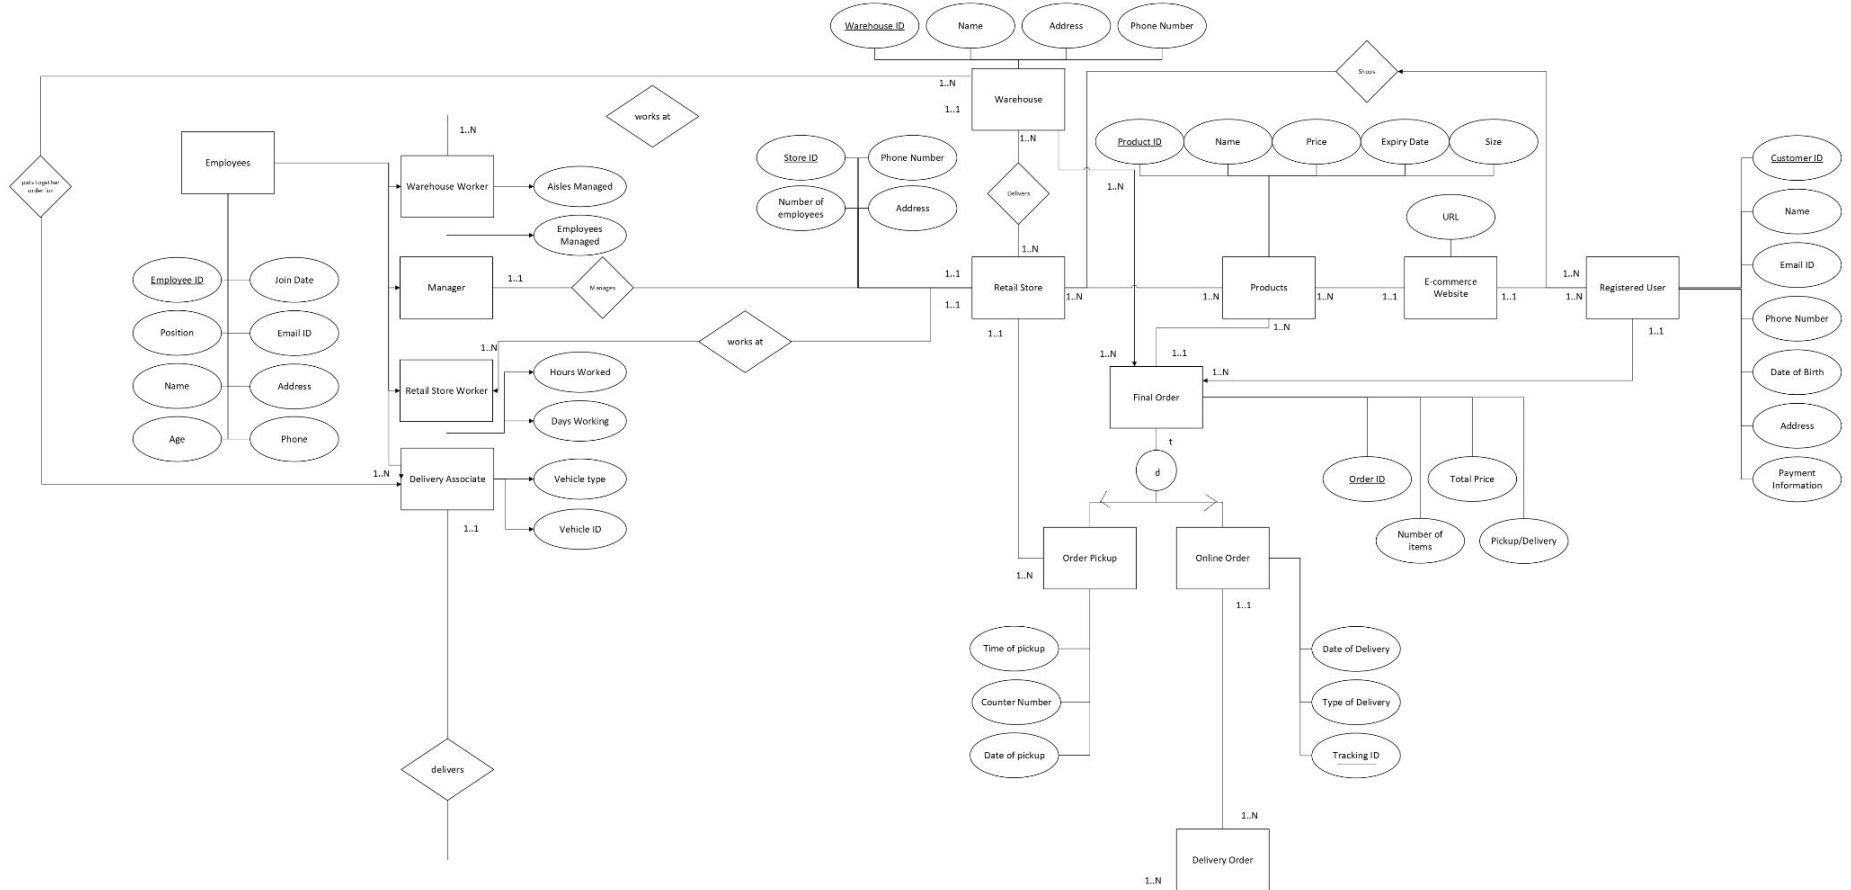 Warehouse ID
Name
Address
Phone Number
Warehouse
1..N
1..1
1..N
Shops
works at
1..N
Employees
Warehouse Worker
Aisles Managed
Employees
Managed
puts together
order for
Store ID
Phone Number
Number of
employees
Address
Delivers
1..N
1..N
Product ID
Name
Price
Expiry Date
Size
URL
Customer ID
Name
Email ID
Phone Number
Date of Birth
Address
Payment
Information
Employee ID
Join Date
Position
Email ID
Name
Address
Age
Phone
Manager
1..1
Manages
1..1
1..1
Retail Store
1..N
1..1
1..N
Products
1..N
1..N
1..1
E-commerce
Website
1..1
1..N
1..N
Registered User
1..1
works at
1..N
Retail Store Worker
Hours Worked
Days Working
1..N
Delivery Associate
Vehicle type
Vehicle ID
1..1
1..N
1..1
1..N
Final Order
t
d
Order ID
Total Price
Number of
items
Pickup/Delivery
Order Pickup
1..N
Online Order
1..1
Time of pickup
Counter Number
Date of pickup
Date of Delivery
Type of Delivery
Tracking ID
delivers
1..N
Delivery Order
1..N